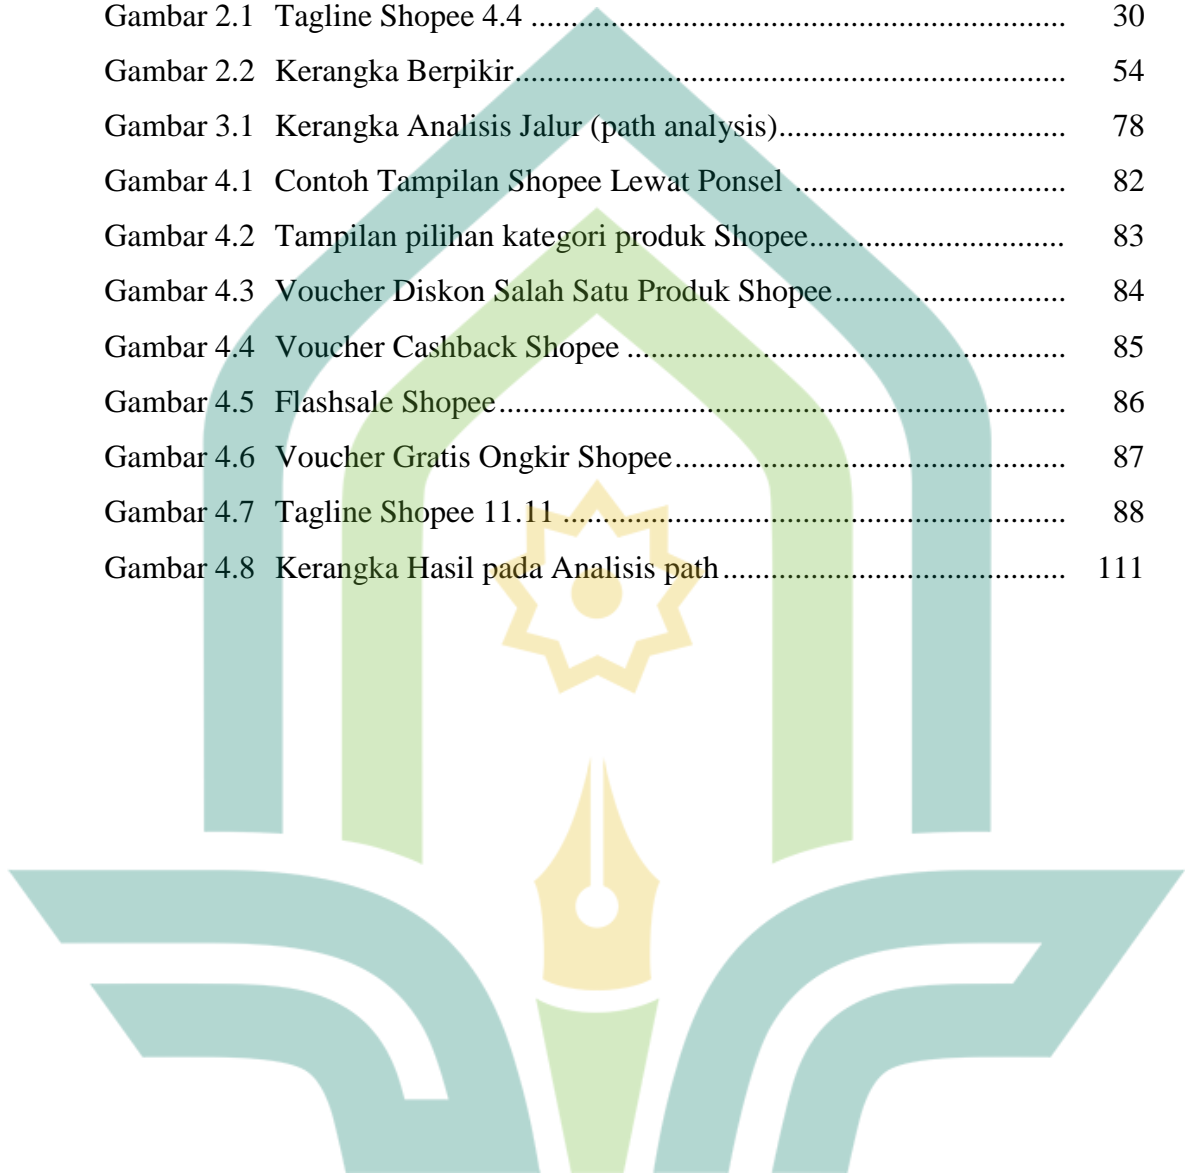 Gambar 2.1 Tagline Shopee 4.4 .................................................................. 30
Gambar 2.2 Kerangka Berpikir.................................................................... 54
Gambar 3.1 Kerangka Analisis Jalur (path analysis)................................... 78
Gambar 4.1 Contoh Tampilan Shopee Lewat Ponsel ................................. 82
Gambar 4.2 Tampilan pilihan kategori produk Shopee............................... 83
Gambar 4.3 Voucher Diskon Salah Satu Produk Shopee............................ 84
Gambar 4.4 Voucher Cashback Shopee ...................................................... 85
Gambar 4.5 Flashsale Shopee...................................................................... 86
Gambar 4.6 Voucher Gratis Ongkir Shopee................................................ 87
Gambar 4.7 Tagline Shopee 11.11 .............................................................. 88
Gambar 4.8 Kerangka Hasil pada Analisis path.......................................... 111